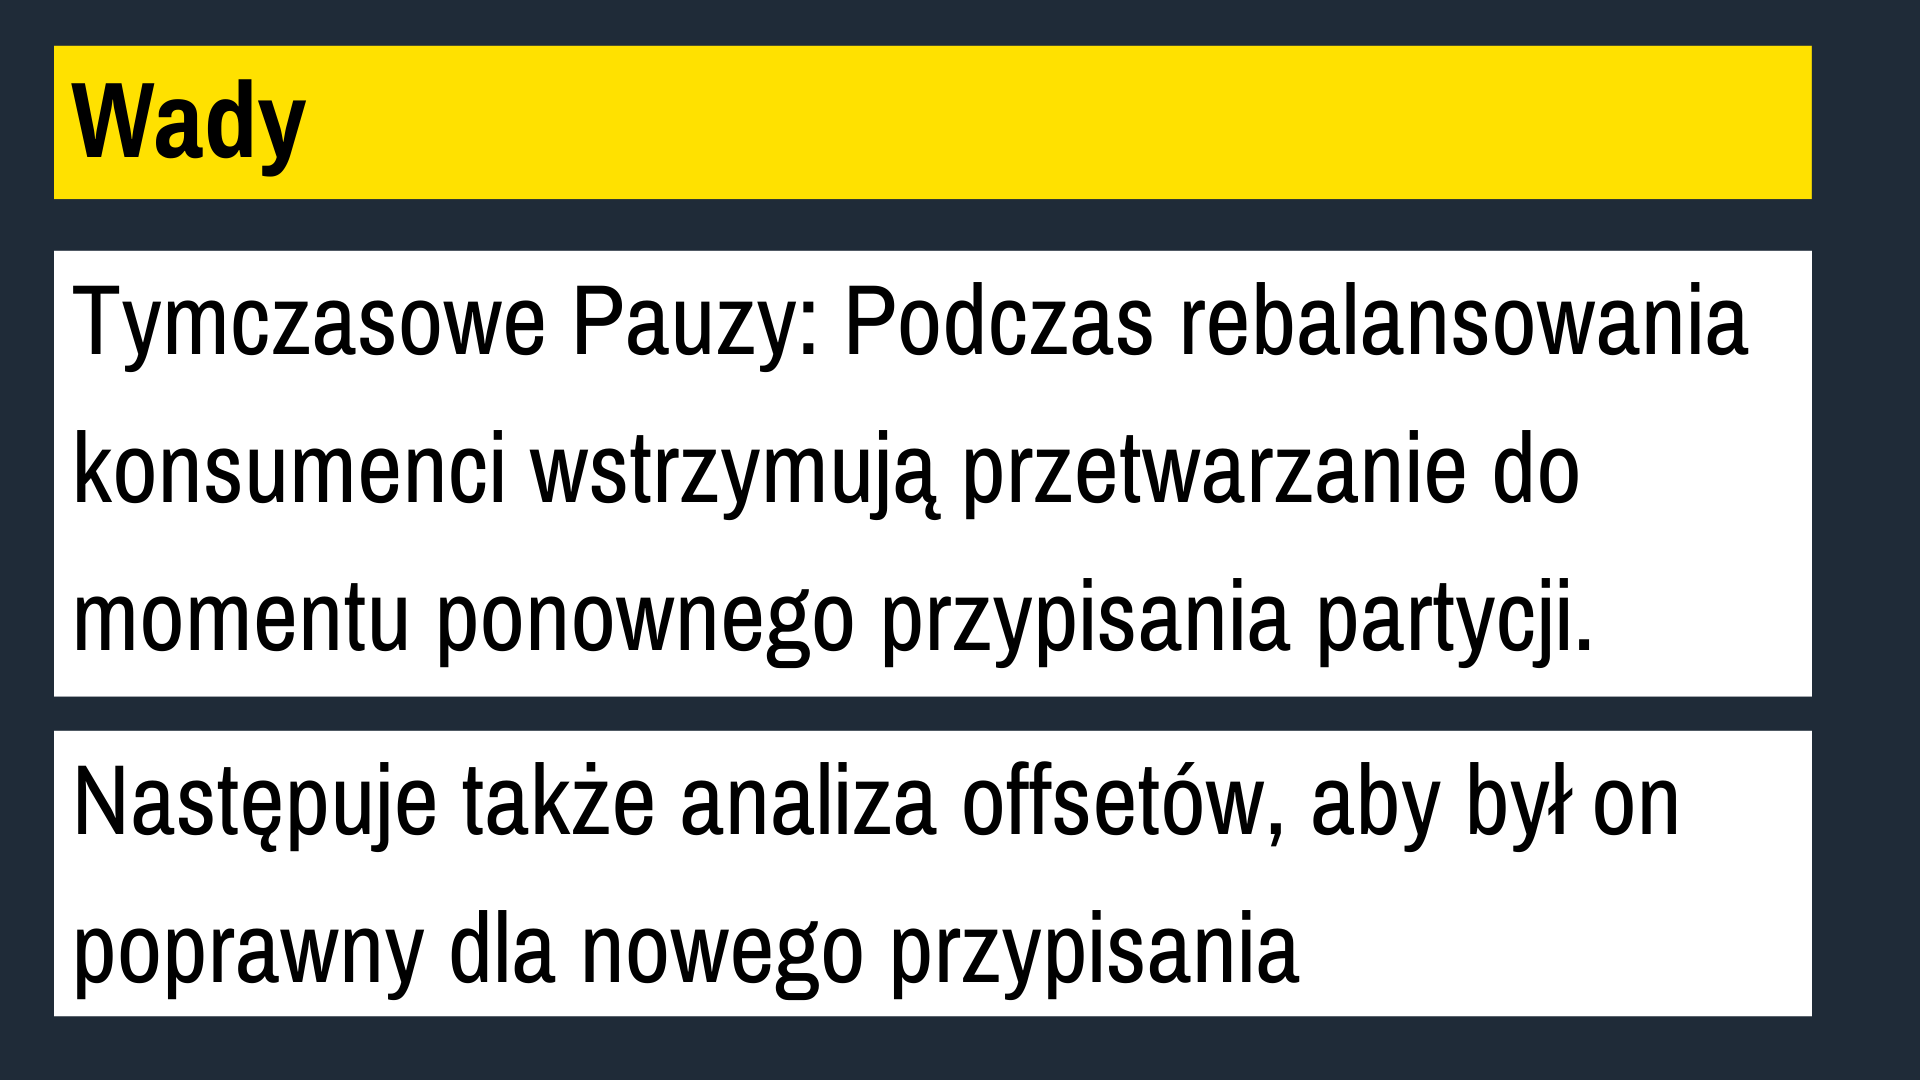 Wady
Tymczasowe Pauzy: Podczas rebalansowania
konsumenci wstrzymują przetwarzanie do
momentu ponownego przypisania partycji.
Następuje także analiza offsetów, aby był on
poprawny dla nowego przypisania